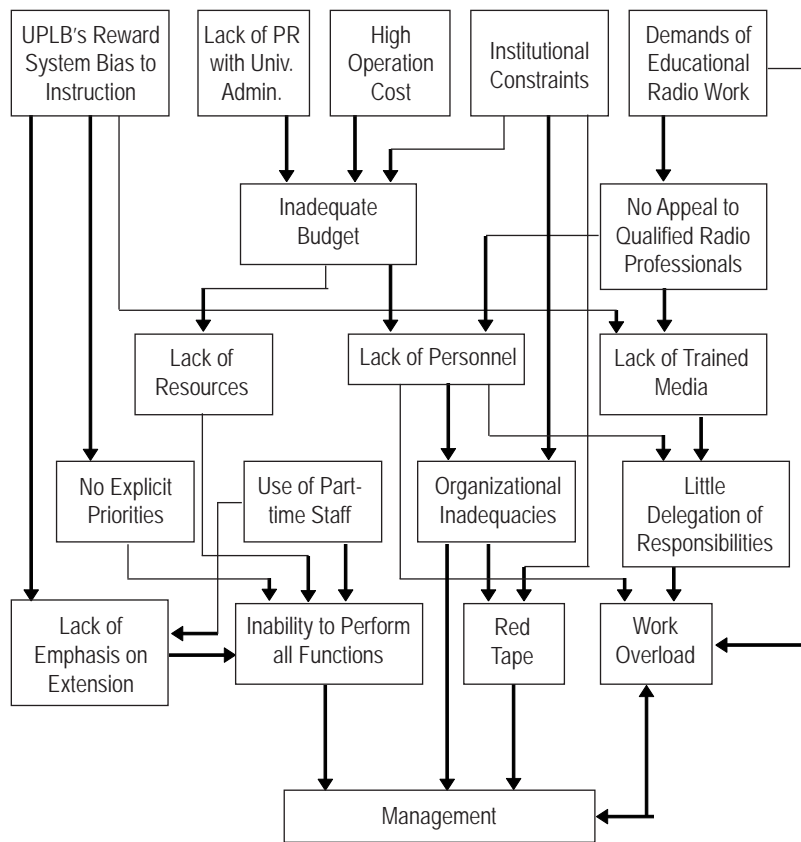 UPLB's Reward
System Bias to
Instruction
Lack of PR
with Univ.
Admin.
High
Operation
Cost
Institutional
Constraints
Demands of
Educational
Radio Work
Inadequate
Budget
No Appeal to
Qualified Radio
Professionals
Lack of
Resources
Lack of Personnel
Lack of Trained
Media
No Explicit
Priorities
Use of Part-
time Staff
Organizational
Inadequacies
Little
Delegation of
Responsibilities
Lack of
Emphasis on
Extension
Inability to Perform
all Functions
Red
Tape
Work
Overload
Management